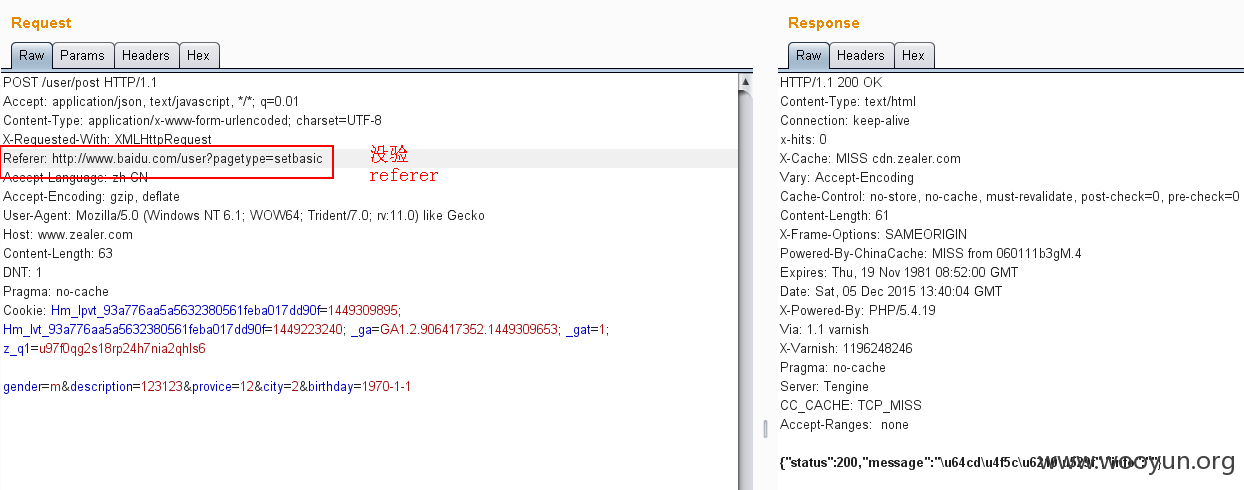 Request
Raw Params Headers Hex
POST /user/post HTTP/1.1
Accept: application/json, text/javascript, */*; q=0.01
Content-Type: application/x-www-form-urlencoded; charset=UTF-8
X-Requested-With: XMLHttpRequest
Referer: http://www.baidu.com/user?pagetype=setbasic
没验
referer
Accept-Language: zh-CN
Accept-Encoding: gzip, deflate
User-Agent: Mozilla/5.0 (Windows NT 6.1; WOW64; Trident/7.0; rv:11.0) like Gecko
Host: www.zealer.com
Content-Length: 63
DNT: 1
Pragma: no-cache
Cookie: Hm_lpvt_93a776aa5a5632380561feba017dd90f=1449309895;
Hm_lvt_93a776aa5a5632380561feba017dd90f=1449223240; _ga=GA1.2.906417352.1449309653; _gat=1;
z_q1=u97f0qg2s18rp24h7nia2qhls6
gender=m&description=123123&provice=12&city=2&birthday=1970-1-1
Response
Raw Headers Hex
HTTP/1.1 200 OK
Content-Type: text/html
Connection: keep-alive
x-hits: 0
X-Cache: MISS cdn.zealer.com
Vary: Accept-Encoding
Cache-Control: no-store, no-cache, must-revalidate, post-check=0, pre-check=0
Content-Length: 61
X-Frame-Options: SAMEORIGIN
Powered-By-ChinaCache: MISS from 060111b3gM.4
Expires: Thu, 19 Nov 1981 08:52:00 GMT
Date: Sat, 05 Dec 2015 13:40:04 GMT
X-Powered-By: PHP/5.4.19
Via: 1.1 varnish
X-Varnish: 1196248246
Pragma: no-cache
Server: Tengine
CC_CACHE: TCP_MISS
Accept-Ranges: none
{"status":200,"message":"\u64cd\u4f5c\u6210\u529f","info":""}
www.wooyun.org